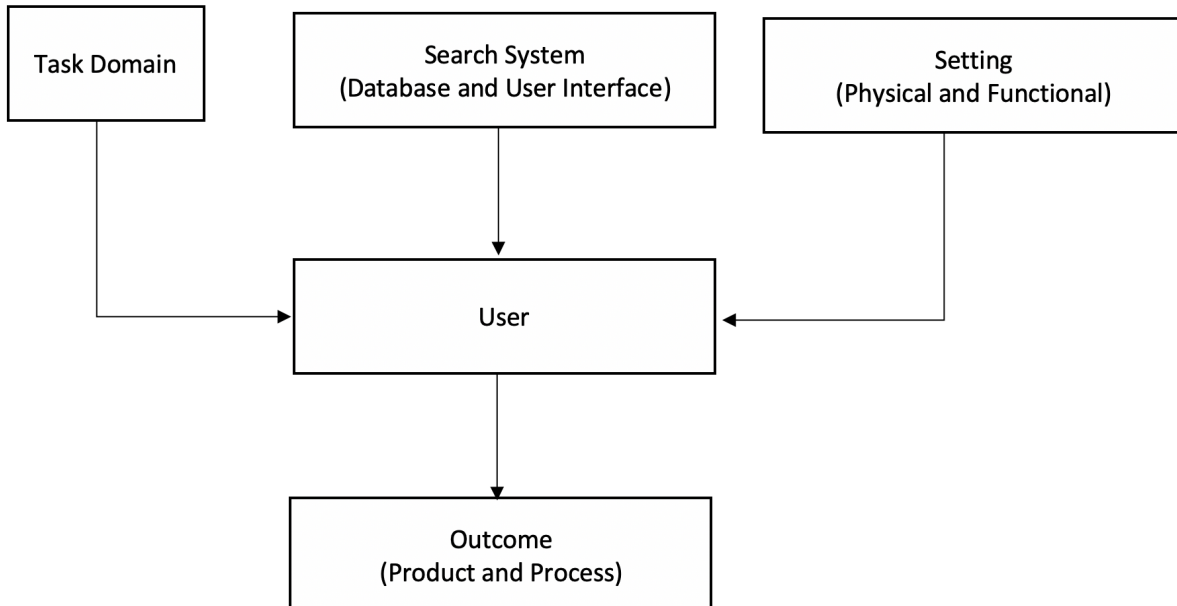 Task Domain
Search System
(Database and User Interface)
Setting
(Physical and Functional)
User
Outcome
(Product and Process)